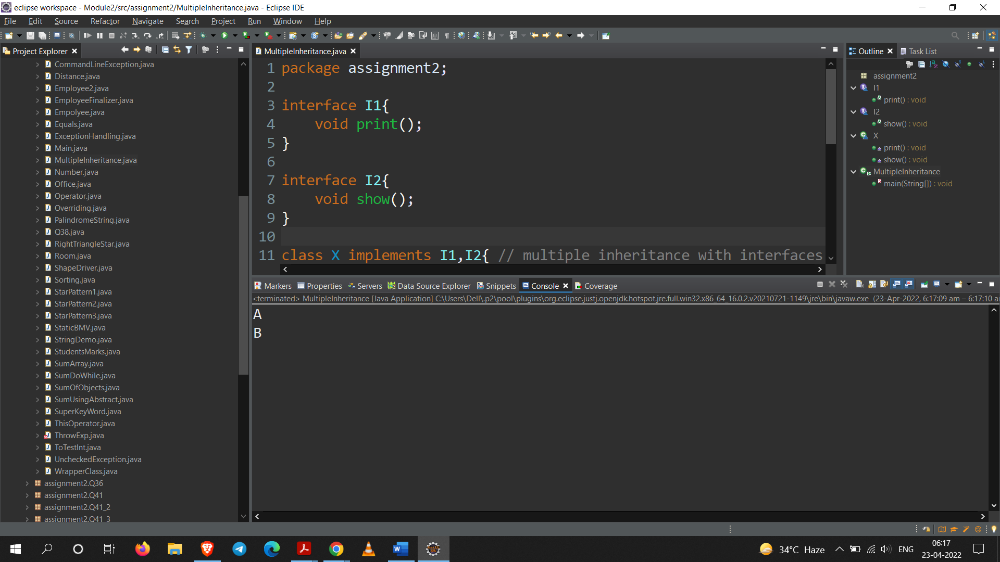 eclipse workspace - Module2/src/assignment2/MultipleInheritance.java - Eclipse IDE
File Edit Source Refactor Navigate Search Project Run Window Help
Project Explorer
CommandLineException.java
Distance.java
Employee2.java
EmployeeFinalizer.java
Empolyee.java
Equals.java
ExceptionHandling.java
Main.java
MultipleInheritance.java
Number.java
Office.java
Operator.java
Overriding.java
PalindromeString.java
Q38.java
RightTriangleStar.java
Room.java
ShapeDriver.java
Sorting.java
StarPattern1.java
StarPattern2.java
StarPattern3.java
StaticBMV.java
StringDemo.java
StudentsMarks.java
SumArray.java
SumDoWhile.java
SumOfObjects.java
SumUsingAbstract.java
SuperKeyWord.java
ThisOperator.java
ThrowExp.java
ToTestInt.java
UncheckedException.java
WrapperClass.java
assignment2.Q36
assignment2.Q41
assignment2.Q41_2
assignment2.Q41_3
MultipleInheritance.java
1 package assignment2;
2
3 interface I1{
4 void print();
5 }
6
7 interface I2{
8 void show();
9 }
10
11 class X implements I1,I2{ // multiple inheritance with interfaces
Outline Task List
assignment2
I1
print() : void
I2
show() : void
X
print() : void
show() : void
MultipleInheritance
main(String[]) : void
Markers Properties Servers Data Source Explorer Snippets Console Coverage
<terminated> MultipleInheritance [Java Application] C:\Users\Dell\.p2\pool\plugins\org.eclipse.justj.openjdk.hotspot.jre.full.win32.x86_64_16.0.2.v20210721-1149\jre\bin\javaw.exe (23-Apr-2022, 6:17:09 am – 6:17:10 a
A
B
34°C Haze
ENG
06:17
23-04-2022